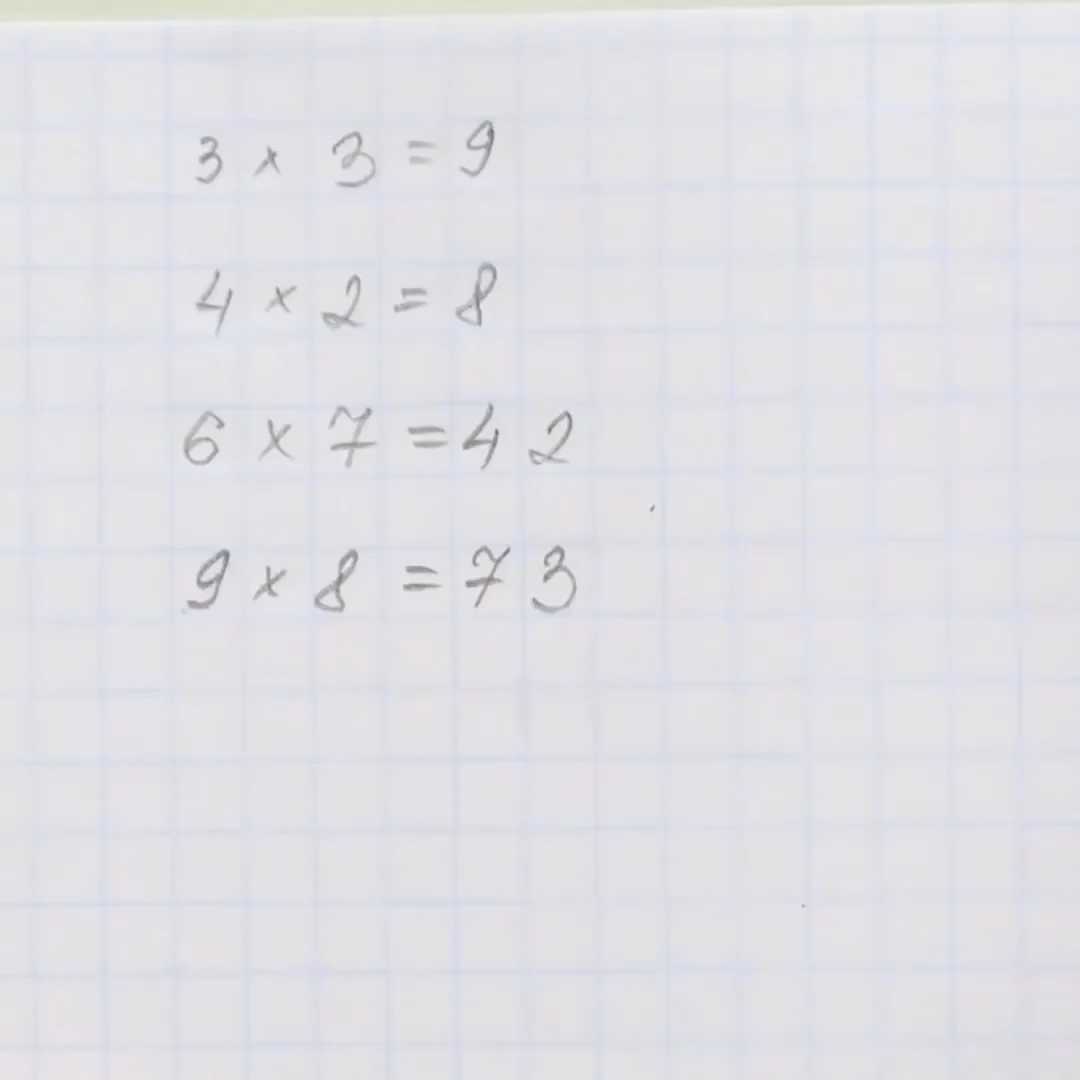 3 × 3 = 9
4 × 2 = 8
6 × 7 = 42
9 × 8 = 73